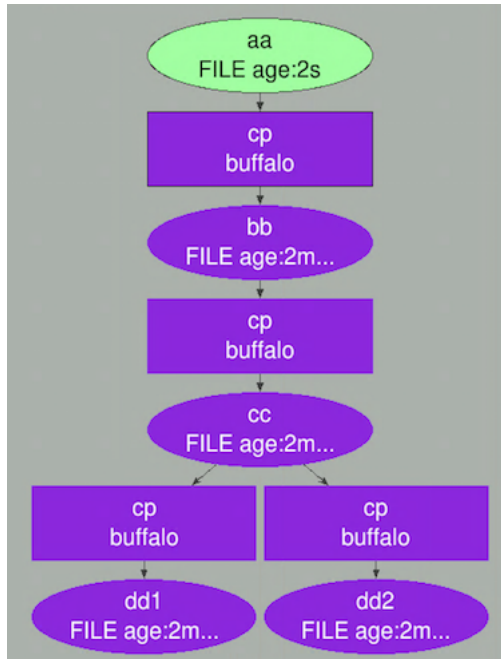 aa
FILE age:2s
cp
buffalo
bb
FILE age:2m...
cp
buffalo
cc
FILE age:2m...
cp
buffalo
cp
buffalo
dd1
FILE age:2m...
dd2
FILE age:2m...